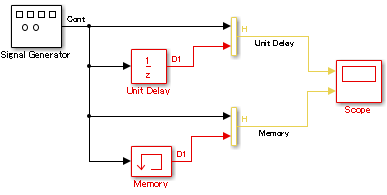 Cont
Signal Generator
H
D1
Unit Delay
1
z
Unit Delay
Scope
H
D1
Memory
Memory